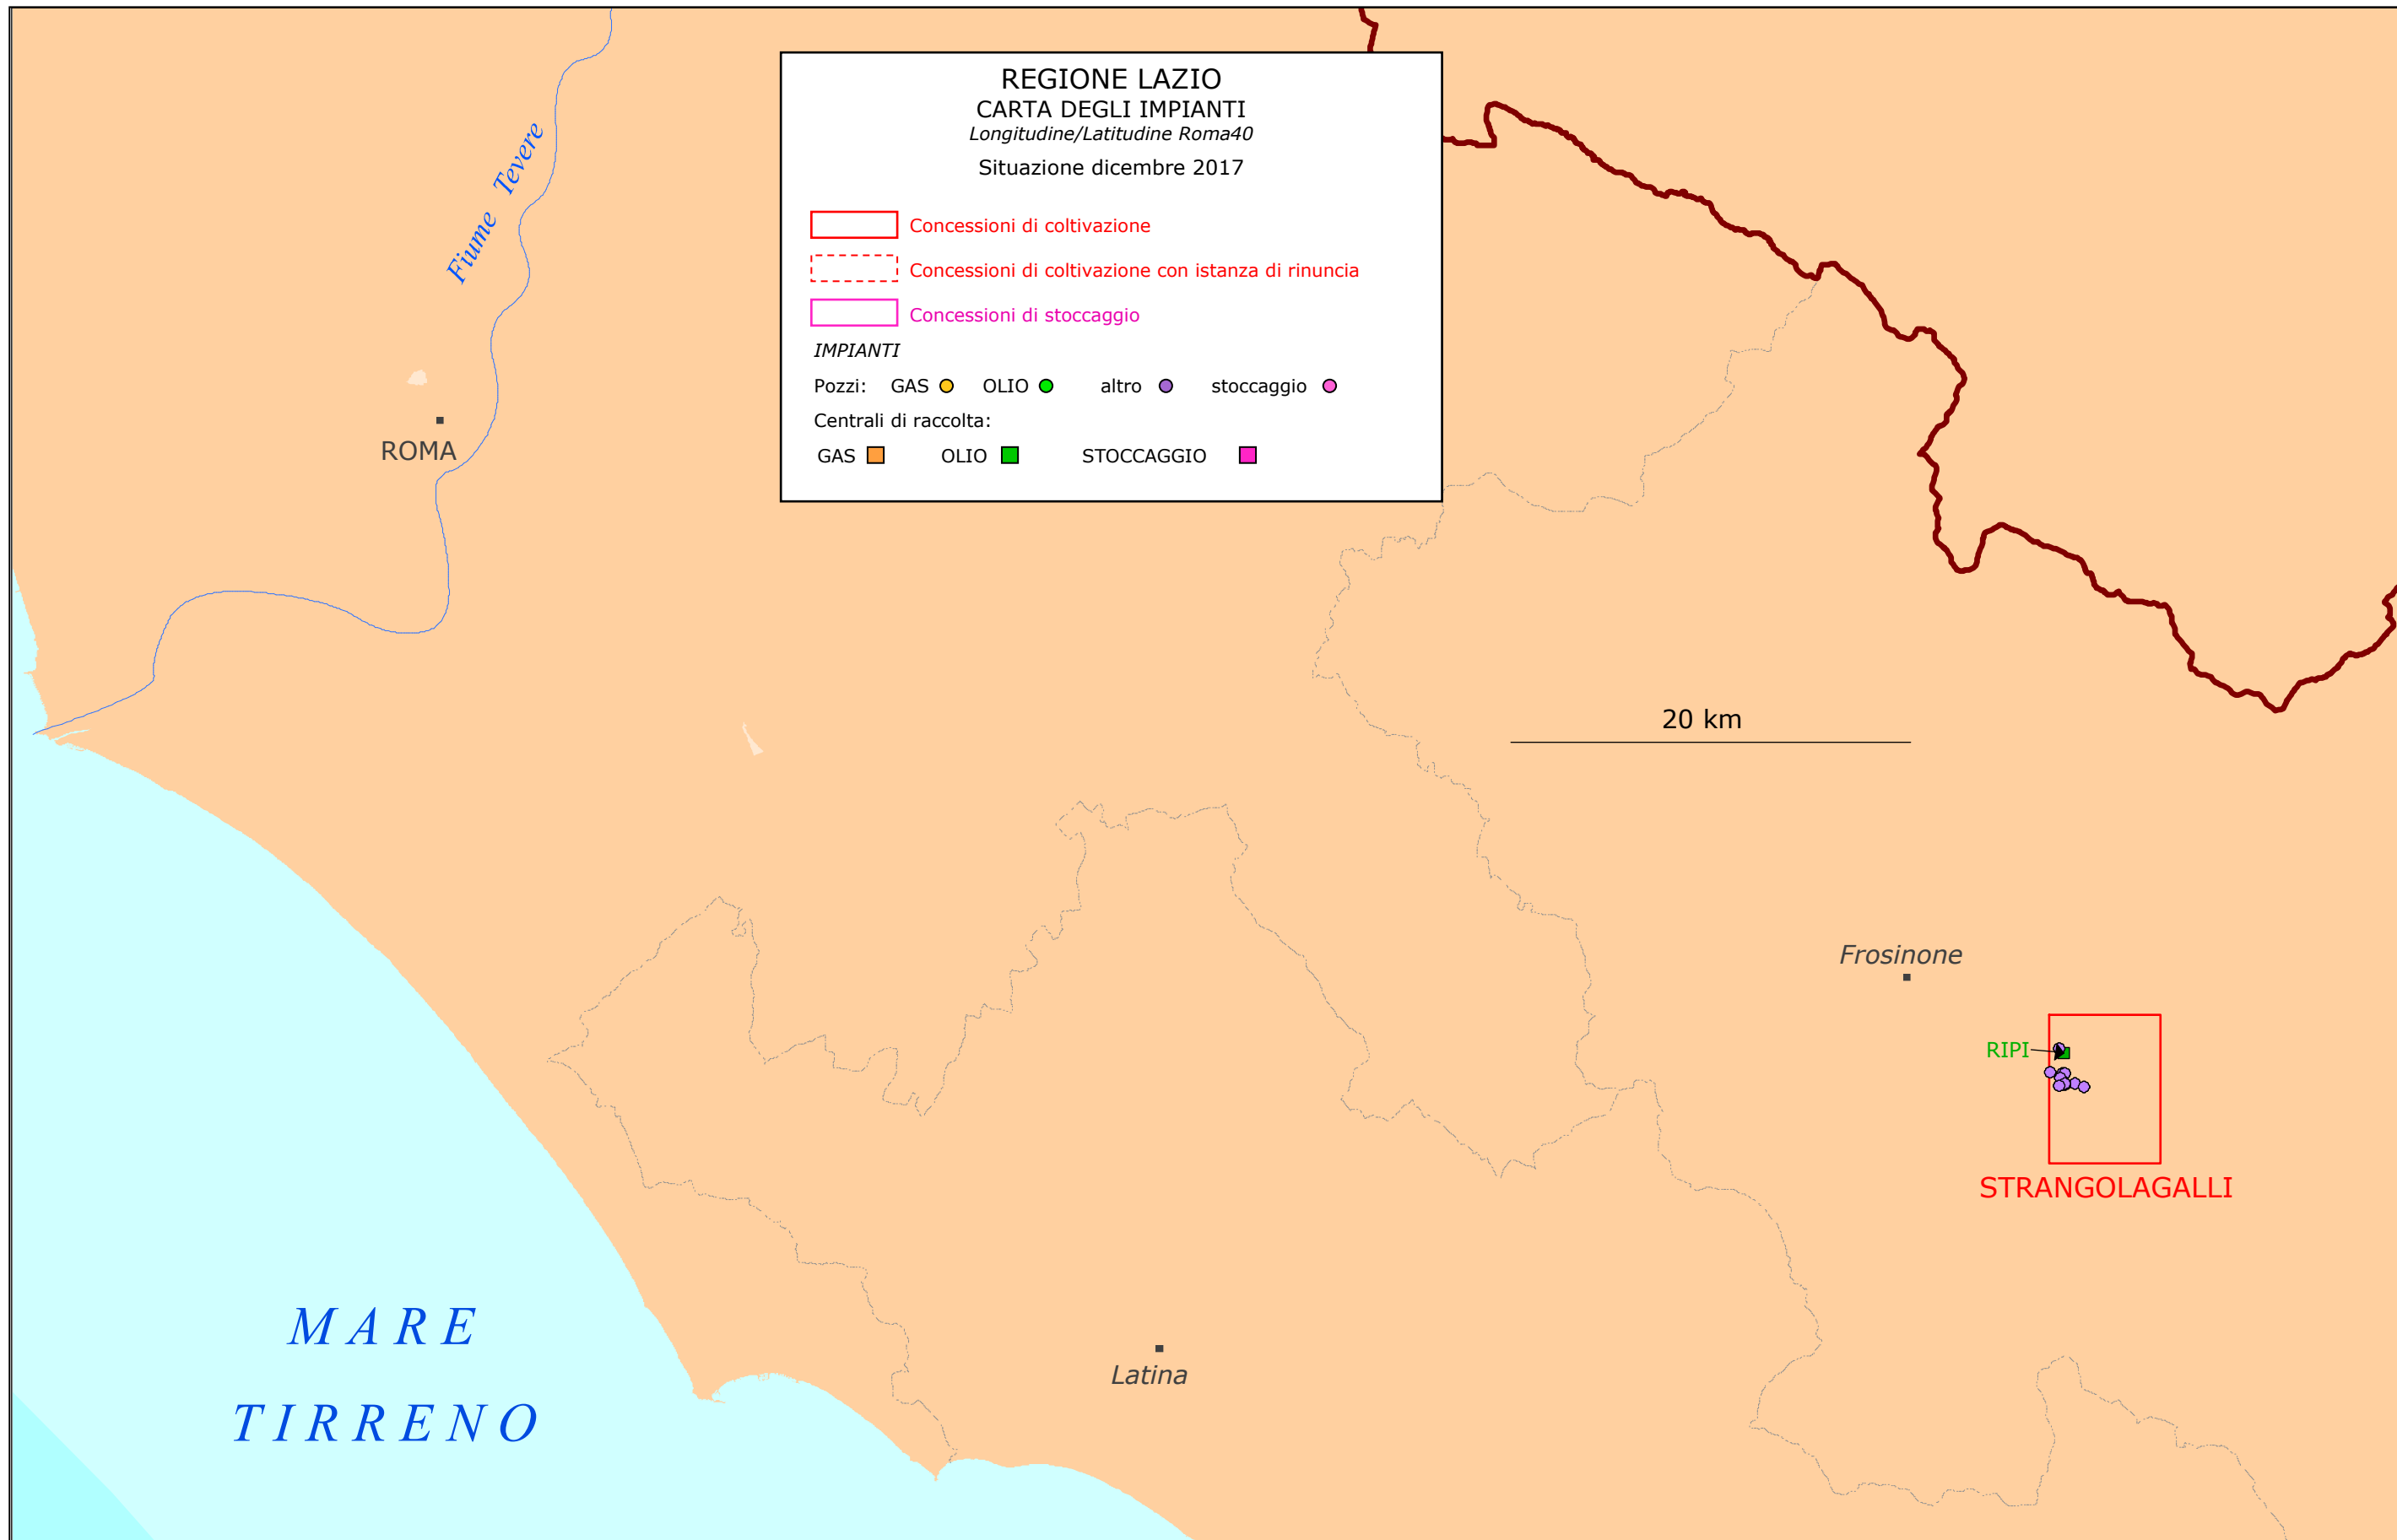 REGIONE LAZIO
CARTA DEGLI IMPIANTI
Longitudine/Latitudine Roma40
Situazione dicembre 2017
Concessioni di coltivazione
Concessioni di coltivazione con istanza di rinuncia
Concessioni di stoccaggio
IMPIANTI
Pozzi: GAS OLIO altro stoccaggio
Centrali di raccolta:
GAS OLIO STOCCAGGIO
Fiume Tevere
ROMA
20 km
Frosinone
RIPI
STRANGOLAGALLI
Latina
MARE
TIRRENO